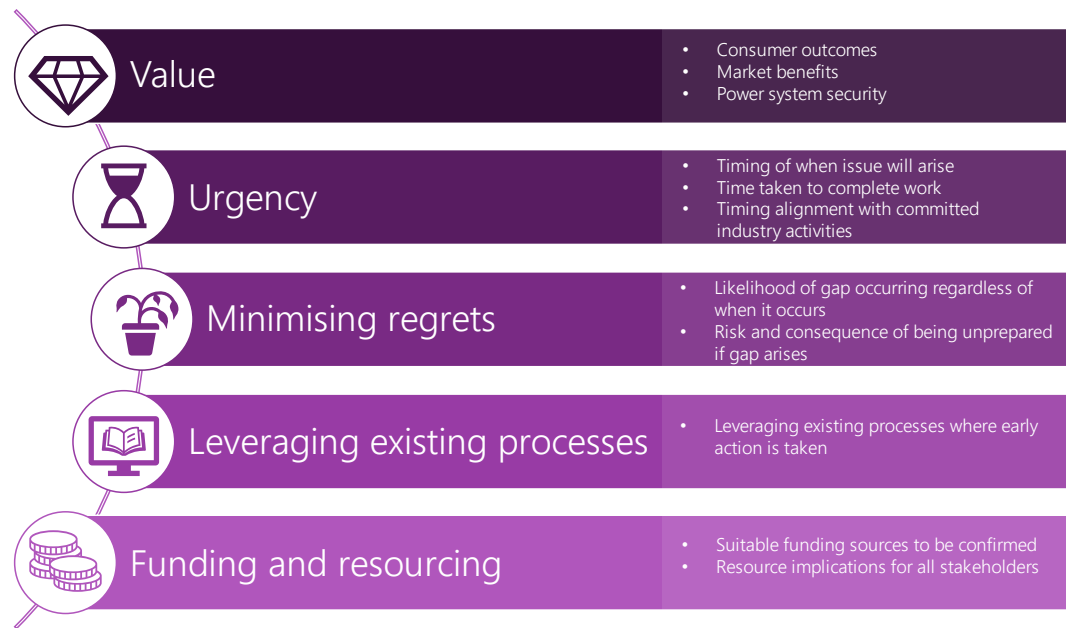 Value
• Consumer outcomes
• Market benefits
• Power system security
Urgency
• Timing of when issue will arise
• Time taken to complete work
• Timing alignment with committed
industry activities
Minimising regrets
• Likelihood of gap occurring regardless of
when it occurs
• Risk and consequence of being unprepared
if gap arises
Leveraging existing processes
• Leveraging existing processes where early
action is taken
Funding and resourcing
• Suitable funding sources to be confirmed
• Resource implications for all stakeholders